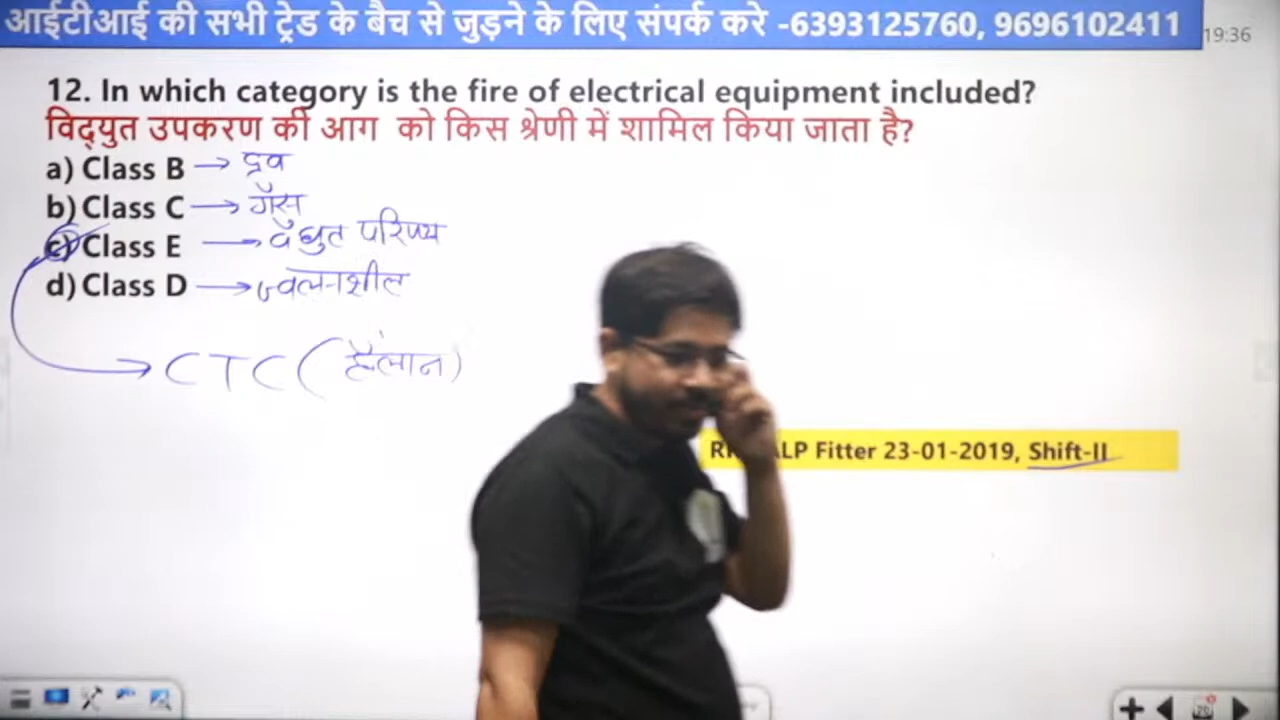 आईटीआई की सभी ट्रेड के बैच से जुड़ने के लिए संपर्क करे -6393125760, 9696102411
19:36
12. In which category is the fire of electrical equipment included?
विद्युत उपकरण की आग को किस श्रेणी में शामिल किया जाता है?
a) Class B → द्रव
b) Class C → गैस
c) Class E → वैधुत परिपथ
d) Class D → ज्वलनशील
CTC (हैलोन)
ALP Fitter 23-01-2019, Shift-II